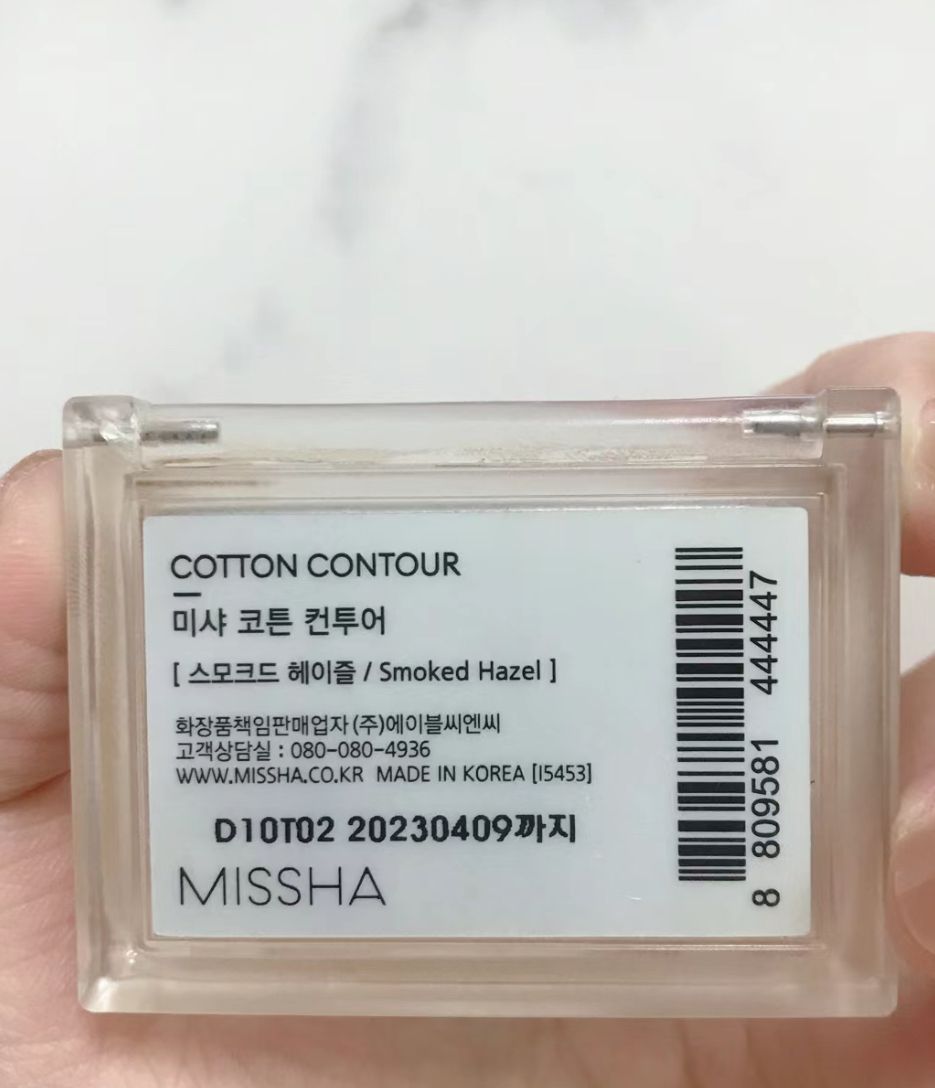 COTTON CONTOUR
미샤 코튼 컨투어
[ 스모크드 헤이즐 / Smoked Hazel ]
화장품책임판매업자 (주)에이블씨엔씨
고객상담실 : 080-080-4936
WWW.MISSHA.CO.KR MADE IN KOREA [I5453]
D10T02 20230409까지
MISSHA
8 809581 444447